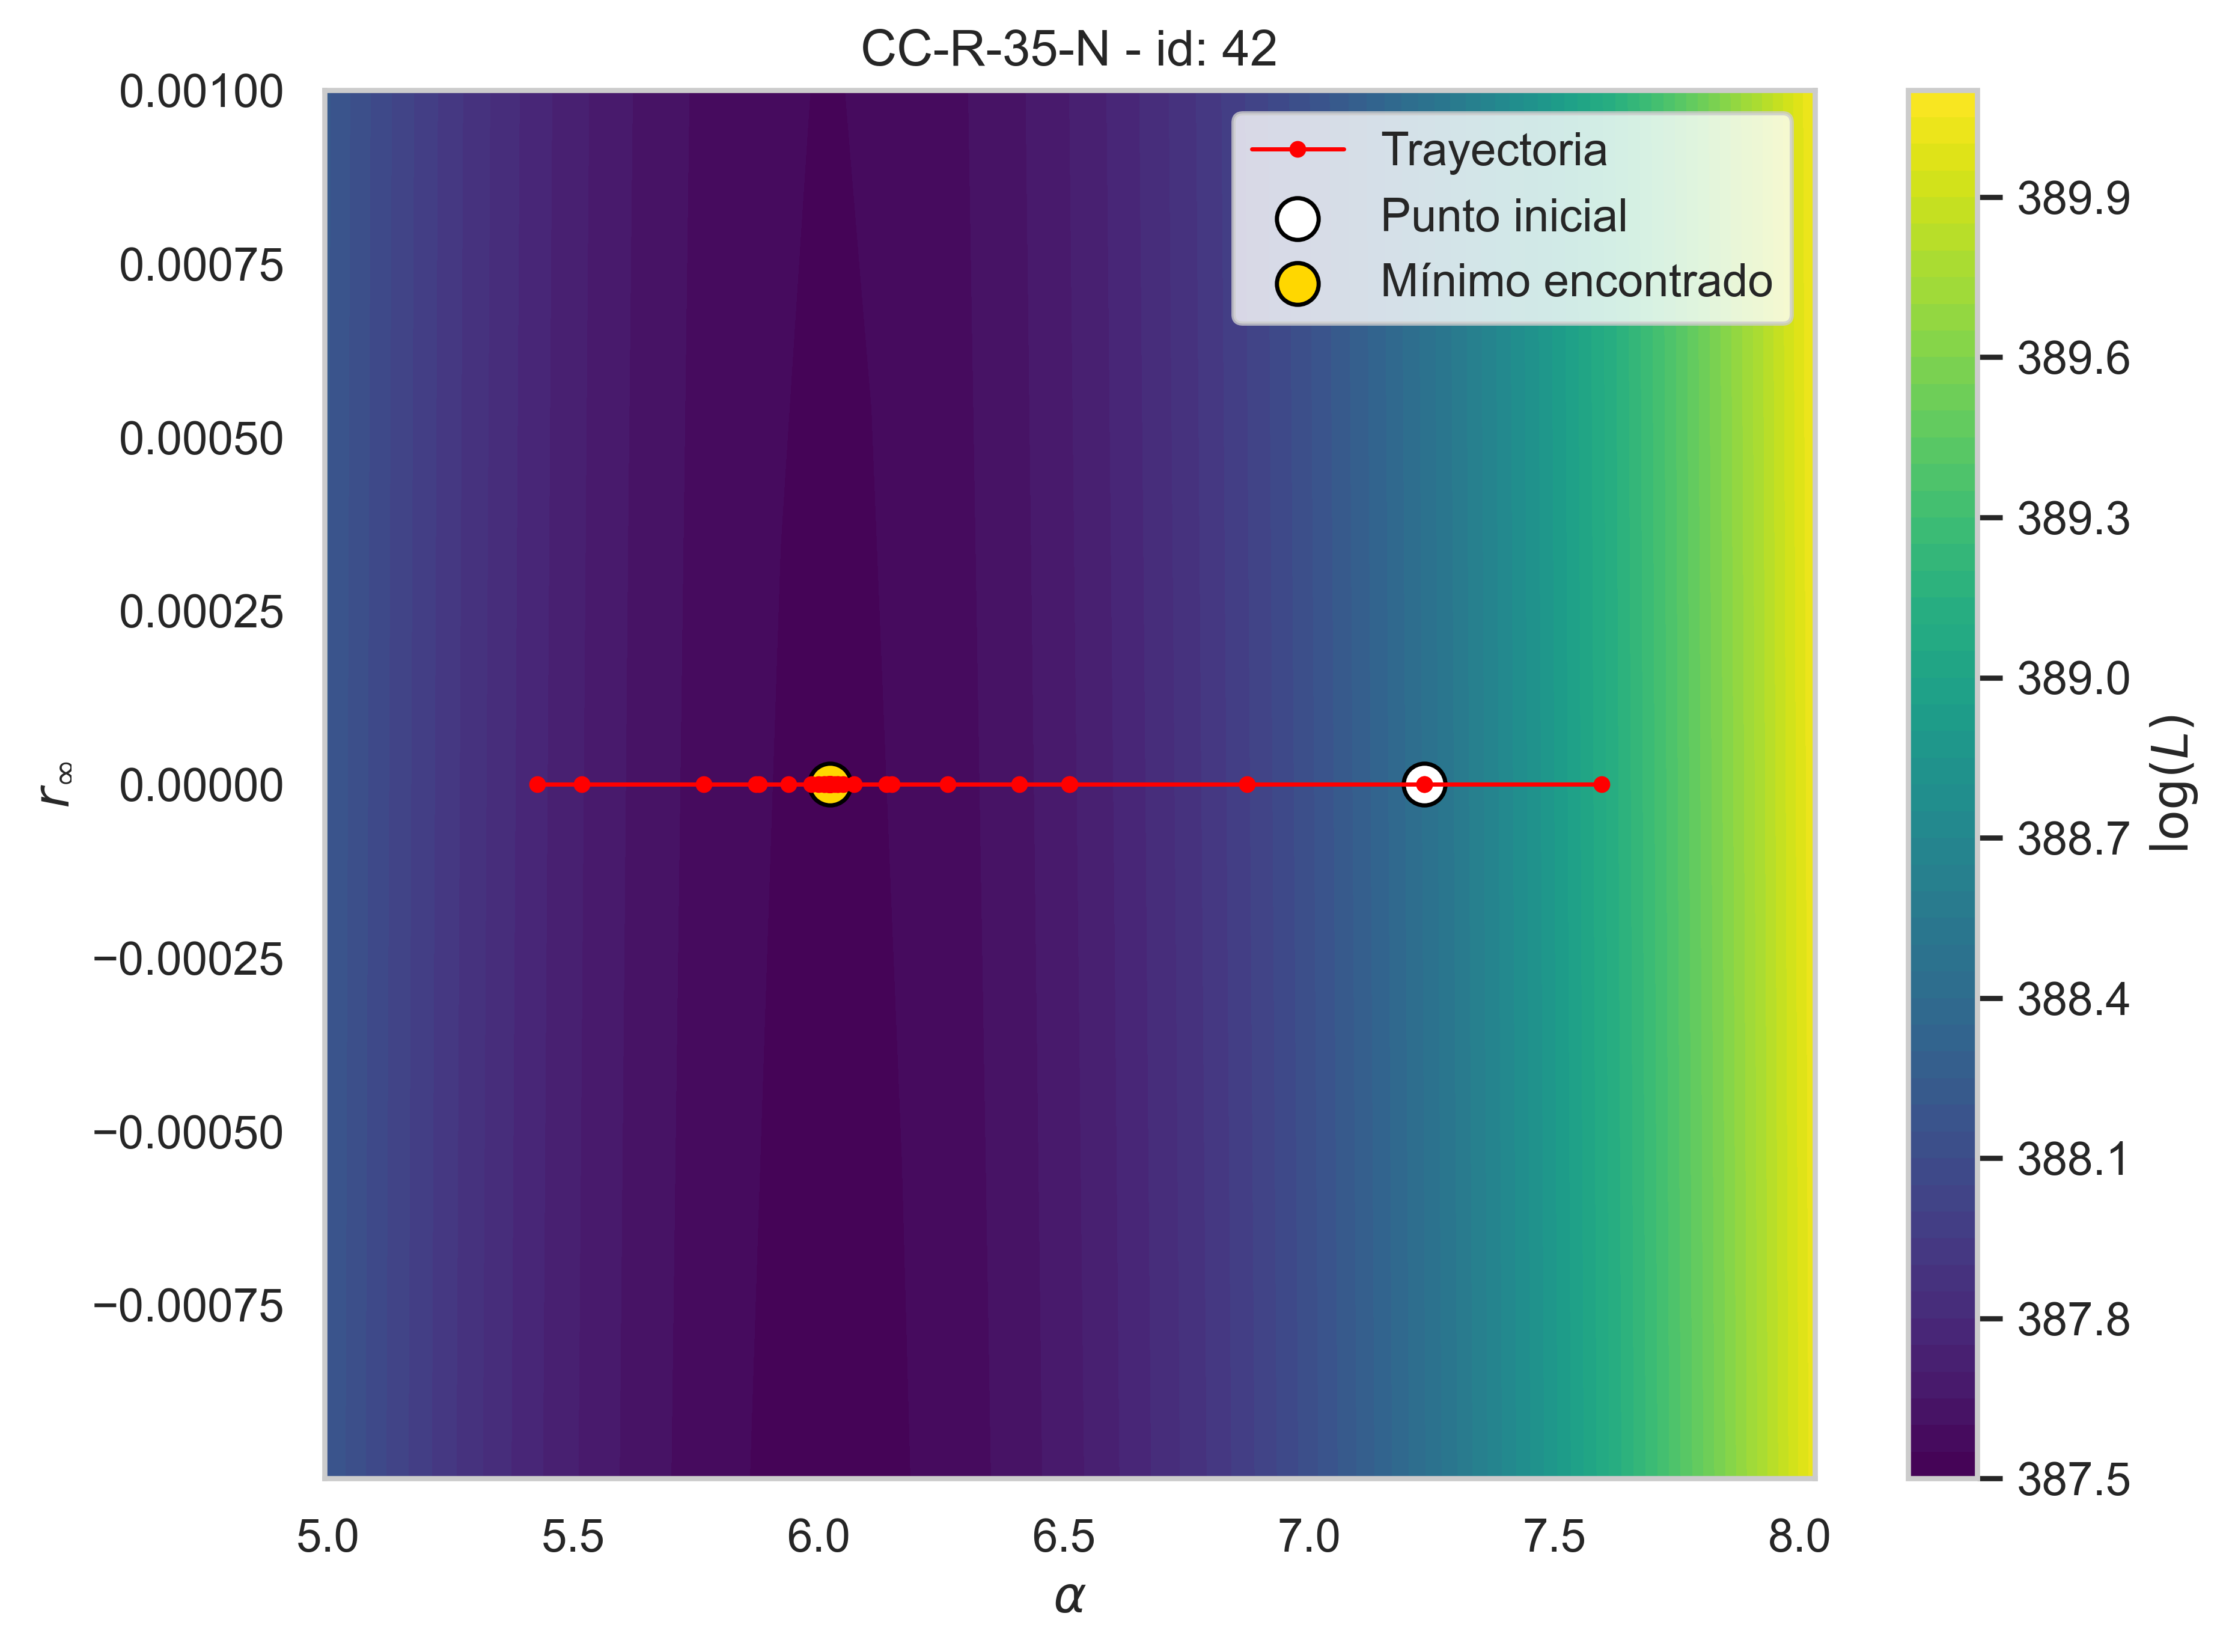 CC-R-35-N - id: 42
Trayectoria
Punto inicial
Mínimo encontrado
0.00100
0.00075
0.00050
0.00025
0.00000
−0.00025
−0.00050
−0.00075
r∞
5.0 5.5 6.0 6.5 7.0 7.5 8.0
α
389.9
389.6
389.3
389.0
388.7
388.4
388.1
387.8
387.5
log(L)